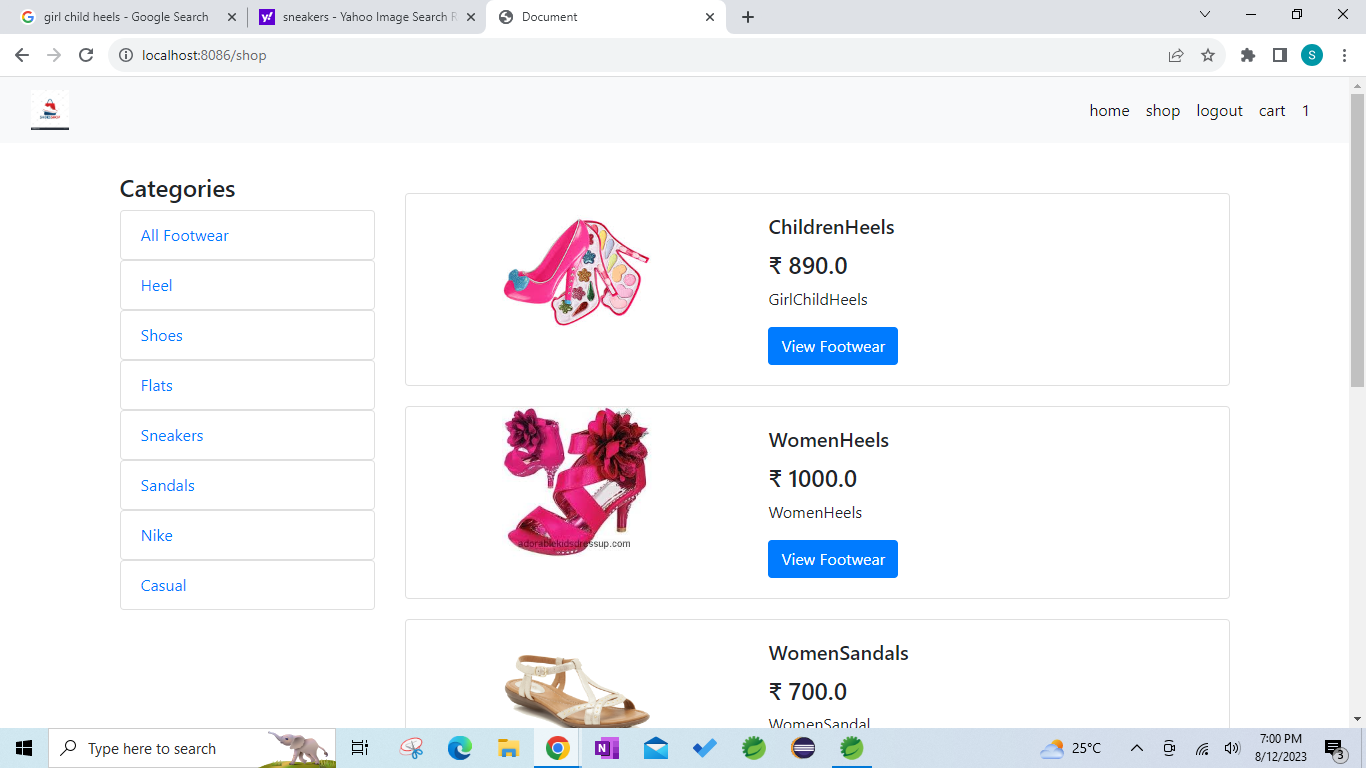 girl child heels - Google Search
sneakers - Yahoo Image Search R
Document
localhost:8086/shop
S
home shop logout cart 1
Categories
All Footwear
Heel
Shoes
Flats
Sneakers
Sandals
Nike
Casual
ChildrenHeels
₹ 890.0
GirlChildHeels
View Footwear
adorablekidsdressup.com
WomenHeels
₹ 1000.0
WomenHeels
View Footwear
WomenSandals
₹ 700.0
WomenSandal
Type here to search
25°C
7:00 PM
8/12/2023
3